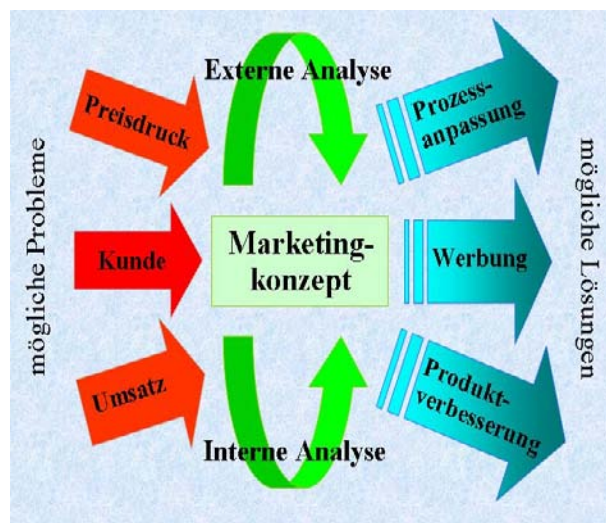 mögliche Probleme
Preisdruck
Kunde
Umsatz
Externe Analyse
Marketing-
konzept
Interne Analyse
Prozess-
anpassung
Werbung
Produkt-
verbesserung
mögliche Lösungen